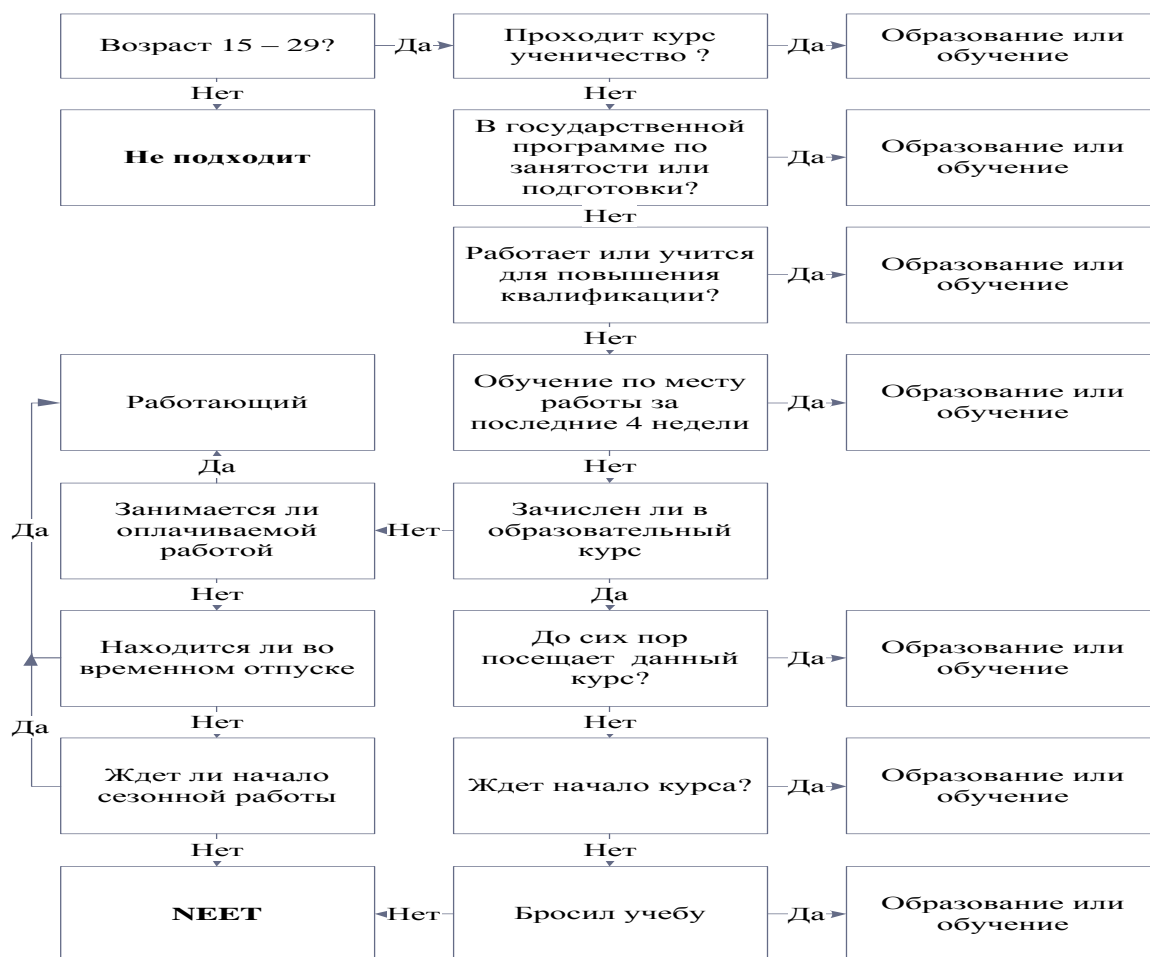 Возраст 15 – 29?
Да
Проходит курс
ученичество ?
Да
Образование или
обучение
Нет
Нет
Не подходит
В государственной
программе по
занятости или
подготовки?
Да
Образование или
обучение
Нет
Работает или учится
для повышения
квалификации?
Да
Образование или
обучение
Нет
Работающий
Обучение по месту
работы за
последние 4 недели
Да
Образование или
обучение
Да
Нет
Да
Занимается ли
оплачиваемой
работой
Нет
Зачислен ли в
образовательный
курс
Нет
Да
Находится ли во
временном отпуске
До сих пор
посещает данный
курс?
Да
Образование или
обучение
Да
Нет
Нет
Ждет ли начало
сезонной работы
Ждет начало курса?
Да
Образование или
обучение
Нет
Нет
NEET
Нет
Бросил учебу
Да
Образование или
обучение